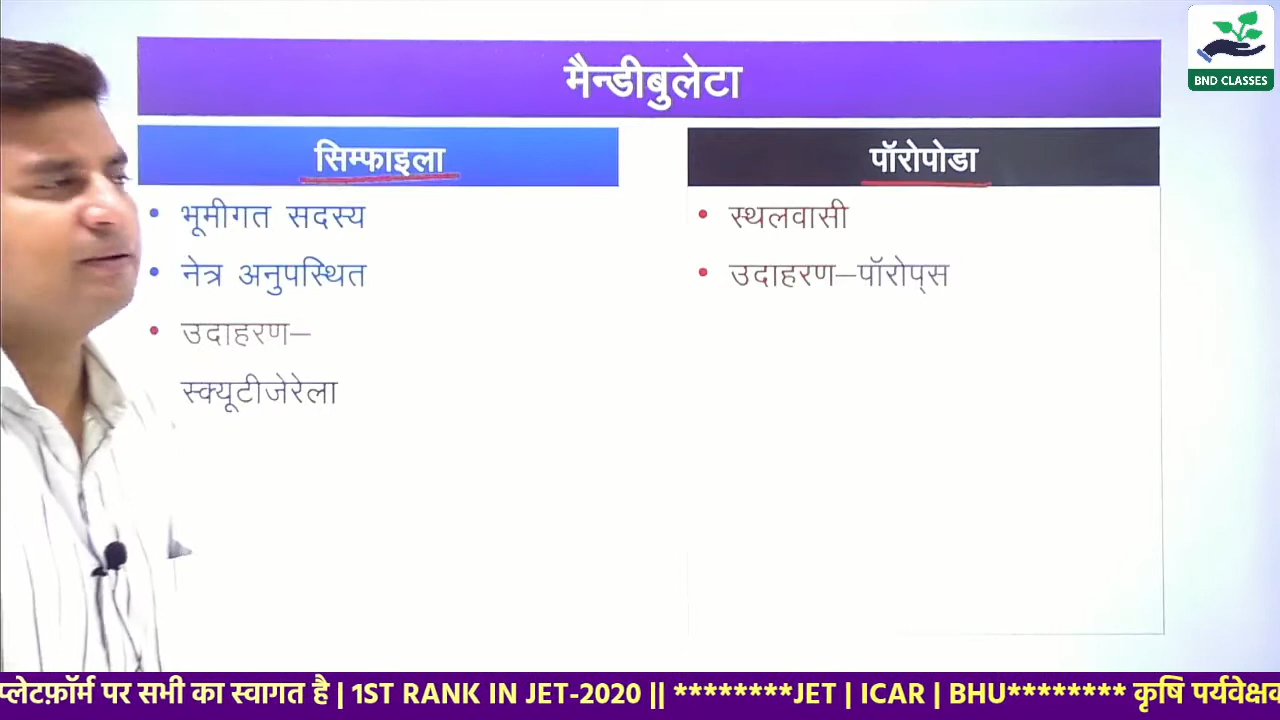 BND CLASSES
मैन्डीबुलेटा
सिम्फाइला
• भूमीगत सदस्य
• नेत्र अनुपस्थित
• उदाहरण–
स्क्यूटीजेरेला
पॉरोपोडा
• स्थलवासी
• उदाहरण–पॉरोप्स
प्लेटफ़ॉर्म पर सभी का स्वागत है | 1ST RANK IN JET-2020 || ********JET | ICAR | BHU******** कृषि पर्यवेक्षक